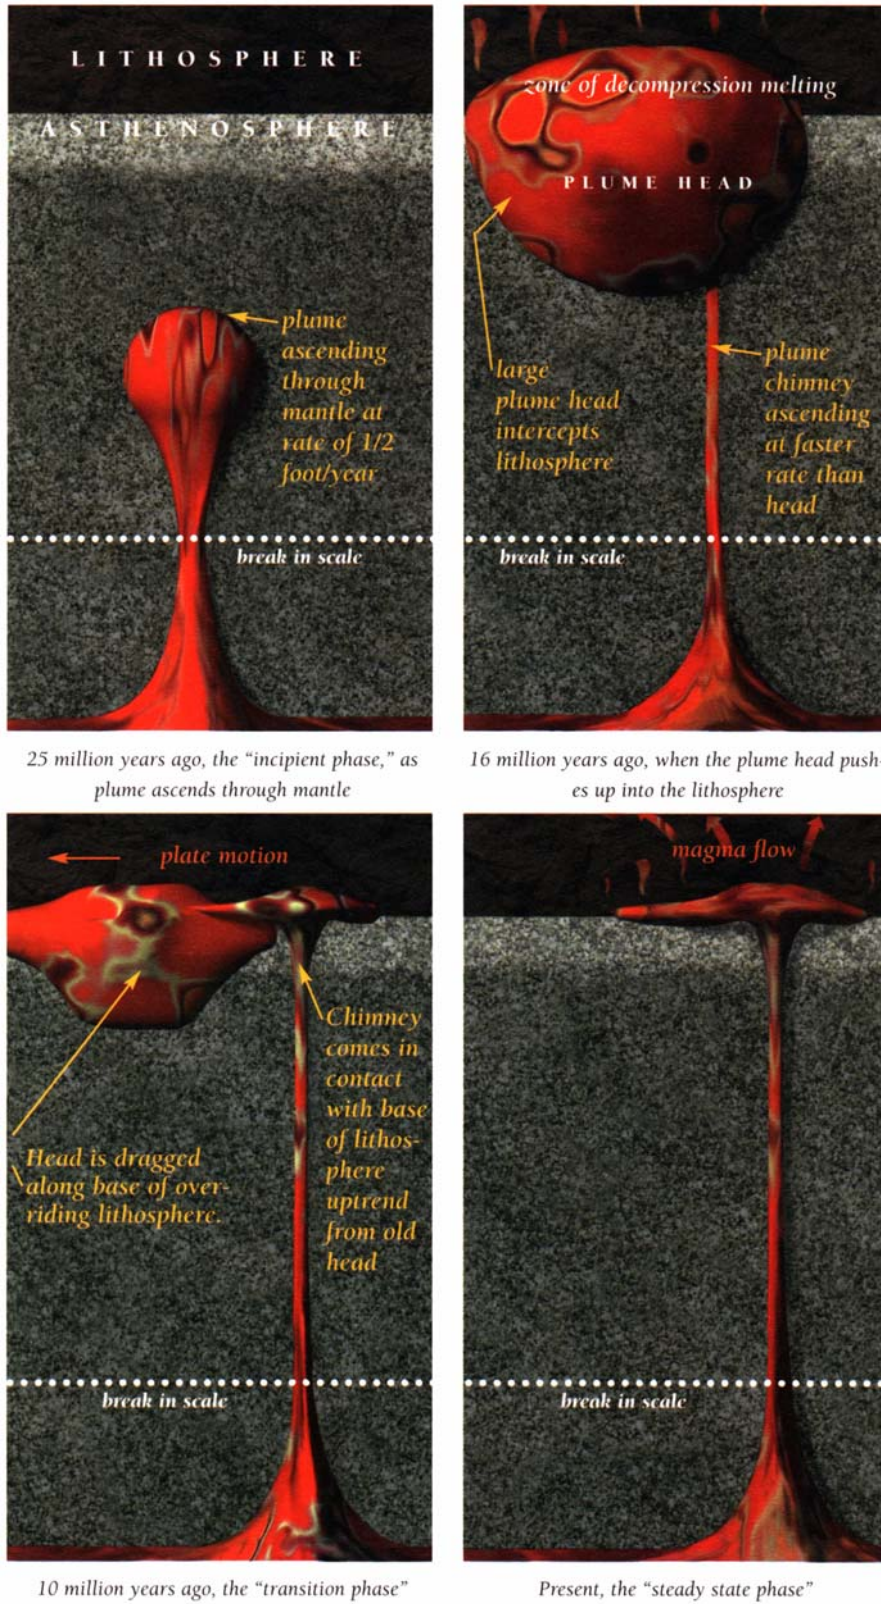 L I T H O S P H E R E
A S T H E N O S P H E R E
plume
ascending
through
mantle at
rate of 1/2
foot/year
break in scale
25 million years ago, the “incipient phase,” as
plume ascends through mantle
zone of decompression melting
P L U M E H E A D
large
plume head
intercepts
lithosphere
plume
chimney
ascending
at faster
rate than
head
break in scale
16 million years ago, when the plume head push-
es up into the lithosphere
plate motion
Chimney
comes in
contact
with base
of lithos-
phere
uptrend
from old
head
Head is dragged
along base of over-
riding lithosphere.
break in scale
10 million years ago, the “transition phase”
magma flow
break in scale
Present, the “steady state phase”